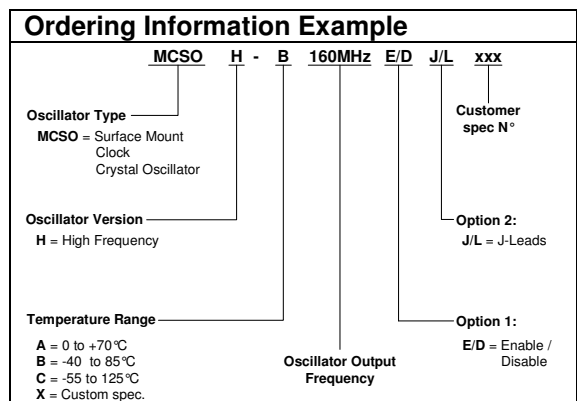 Ordering Information Example
MCSO H - B 160MHz E/D J/L xxx
Oscillator Type
MCSO = Surface Mount
Clock
Crystal Oscillator
Customer
spec N°
Oscillator Version
H = High Frequency
Option 2:
J/L = J-Leads
Temperature Range
A = 0 to +70°C
B = -40 to 85°C
C = -55 to 125°C
X = Custom spec.
Oscillator Output
Frequency
Option 1:
E/D = Enable /
Disable